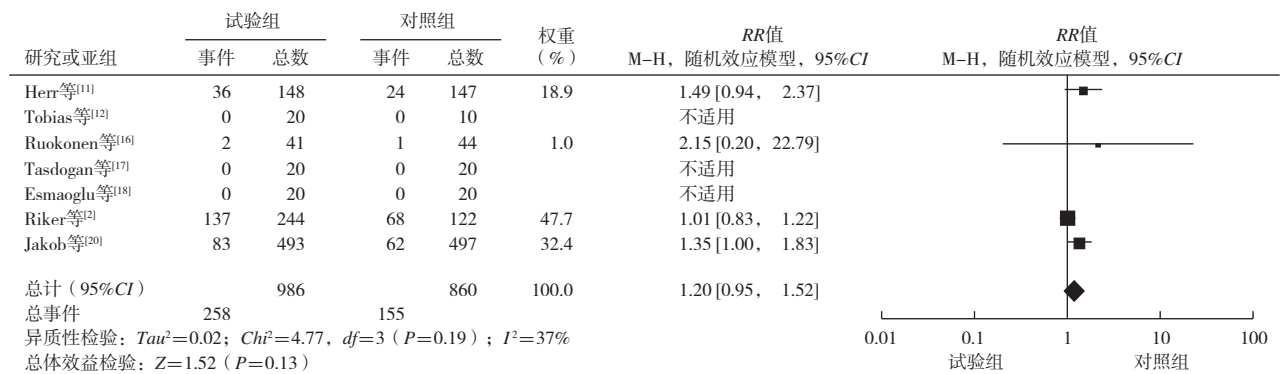 试验组 对照组 权重 RR值 RR值
研究或亚组 事件 总数 事件 总数 （%） M-H，随机效应模型，95%CI M-H，随机效应模型，95%CI
Herr等[11] 36 148 24 147 18.9 1.49 [0.94， 2.37]
Tobias等[12] 0 20 0 10 不适用
Ruokonen等[16] 2 41 1 44 1.0 2.15 [0.20，22.79]
Tasdogan等[17] 0 20 0 20 不适用
Esmaoglu等[18] 0 20 0 20 不适用
Riker等[2] 137 244 68 122 47.7 1.01 [0.83， 1.22]
Jakob等[20] 83 493 62 497 32.4 1.35 [1.00， 1.83]
总计（95%CI） 986 860 100.0 1.20 [0.95， 1.52]
总事件 258 155
异质性检验：Tau²=0.02；Chi²=4.77，df=3（P=0.19）；I²=37%
总体效益检验：Z=1.52（P=0.13）
0.01 0.1 1 10 100
试验组 对照组